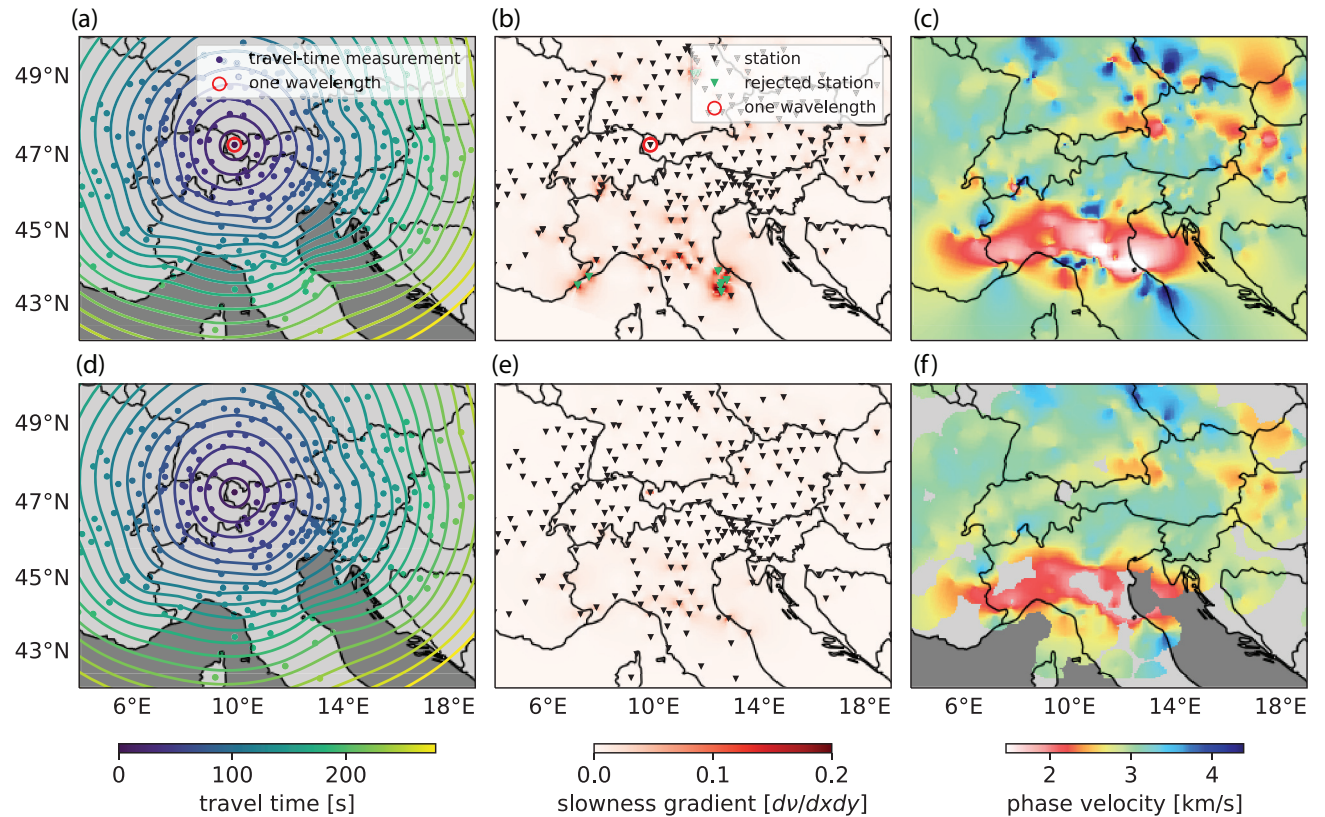 (a)
(b)
(c)
travel-time measurement
one wavelength
station
rejected station
one wavelength
49°N
47°N
45°N
43°N
(d)
(e)
(f)
49°N
47°N
45°N
43°N
6°E 10°E 14°E 18°E
6°E 10°E 14°E 18°E
6°E 10°E 14°E 18°E
0 100 200
travel time [s]
0.0 0.1 0.2
slowness gradient [dν/dxdy]
2 3 4
phase velocity [km/s]